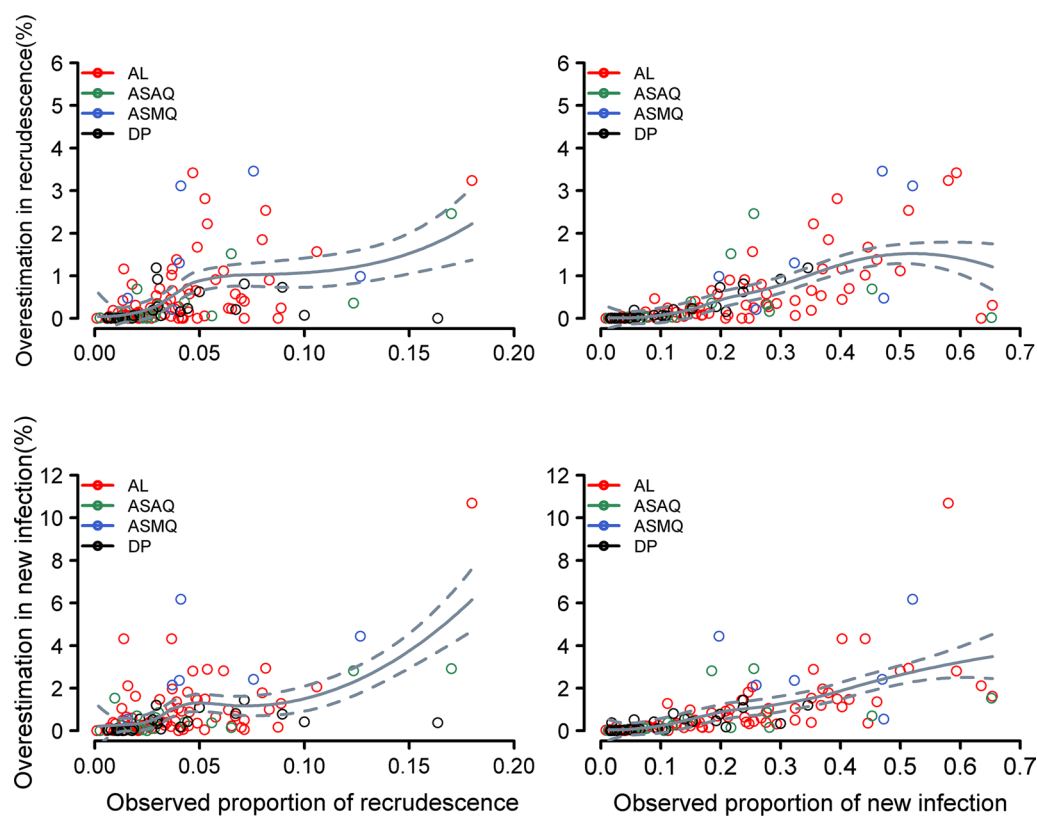 Overestimation in recrudescence(%)
6
5
4
3
2
1
0
AL
ASAQ
ASMQ
DP
0.00 0.05 0.10 0.15 0.20
6
5
4
3
2
1
0
AL
ASAQ
ASMQ
DP
0.0 0.1 0.2 0.3 0.4 0.5 0.6 0.7
Overestimation in new infection(%)
12
10
8
6
4
2
0
AL
ASAQ
ASMQ
DP
0.00 0.05 0.10 0.15 0.20
Observed proportion of recrudescence
12
10
8
6
4
2
0
AL
ASAQ
ASMQ
DP
0.0 0.1 0.2 0.3 0.4 0.5 0.6 0.7
Observed proportion of new infection